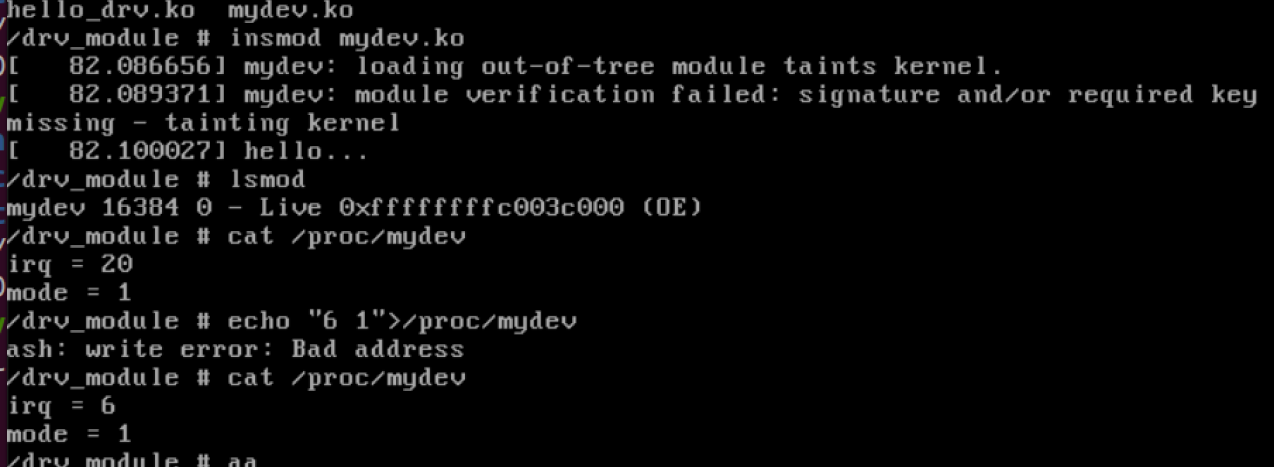 hello_drv.ko  mydev.ko
/drv_module # insmod mydev.ko
[   82.086656] mydev: loading out-of-tree module taints kernel.
[   82.089371] mydev: module verification failed: signature and/or required key
missing - tainting kernel
[   82.100027] hello...
/drv_module # lsmod
mydev 16384 0 - Live 0xffffffffc003c000 (OE)
/drv_module # cat /proc/mydev
irq = 20
mode = 1
/drv_module # echo "6 1">/proc/mydev
ash: write error: Bad address
/drv_module # cat /proc/mydev
irq = 6
mode = 1
/drv_module # aa